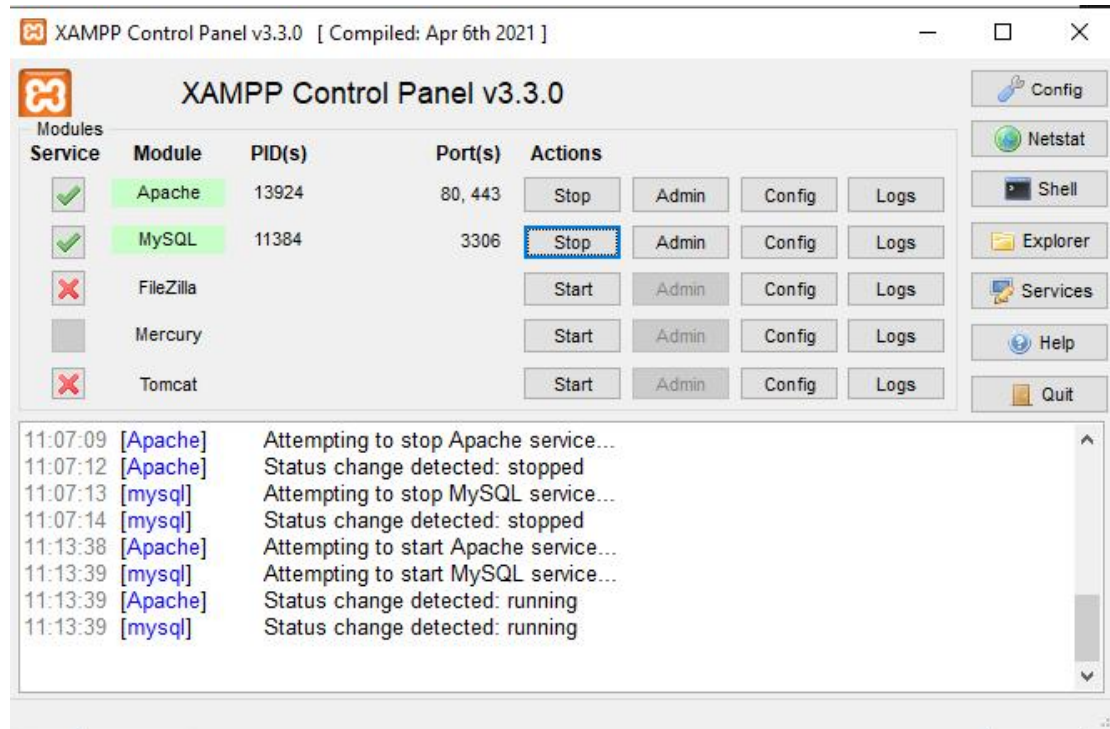 XAMPP Control Panel v3.3.0 [ Compiled: Apr 6th 2021 ]
XAMPP Control Panel v3.3.0
Config
Modules
Service Module PID(s) Port(s) Actions
Netstat
Apache 13924 80, 443 Stop Admin Config Logs
Shell
MySQL 11384 3306 Stop Admin Config Logs
Explorer
FileZilla Start Admin Config Logs
Services
Mercury Start Admin Config Logs
Help
Tomcat Start Admin Config Logs
Quit
11:07:09 [Apache] Attempting to stop Apache service...
11:07:12 [Apache] Status change detected: stopped
11:07:13 [mysql] Attempting to stop MySQL service...
11:07:14 [mysql] Status change detected: stopped
11:13:38 [Apache] Attempting to start Apache service...
11:13:39 [mysql] Attempting to start MySQL service...
11:13:39 [Apache] Status change detected: running
11:13:39 [mysql] Status change detected: running